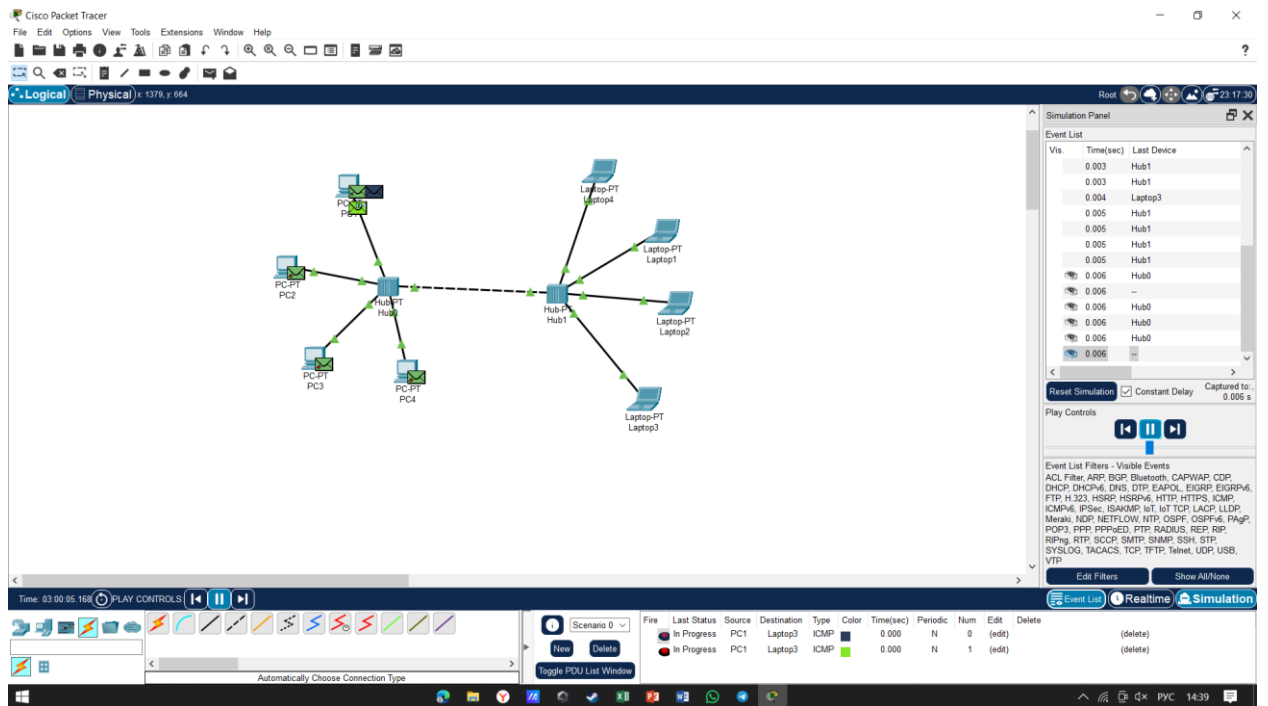 Cisco Packet Tracer
File Edit Options View Tools Extensions Window Help
?
Logical Physical x: 1379, y: 664 Root 23:17:30
Simulation Panel
Event List
Vis. Time(sec) Last Device
0.003 Hub1
0.003 Hub1
0.004 Laptop3
0.005 Hub1
0.005 Hub1
0.005 Hub1
0.005 Hub1
0.006 Hub0
0.006 --
0.006 Hub0
0.006 Hub0
0.006 Hub0
0.006 --
Reset Simulation Constant Delay Captured to:
0.006 s
Play Controls
Event List Filters - Visible Events
ACL Filter, ARP, BGP, Bluetooth, CAPWAP, CDP,
DHCP, DHCPv6, DNS, DTP, EAPOL, EIGRP, EIGRPv6,
FTP, H.323, HSRP, HSRPv6, HTTP, HTTPS, ICMP,
ICMPv6, IPSec, ISAKMP, IoT, IoT TCP, LACP, LLDP,
Meraki, NDP, NETFLOW, NTP, OSPF, OSPFv6, PAgP,
POP3, PPP, PPPoED, PTP, RADIUS, REP, RIP,
RIPng, RTP, SCCP, SMTP, SNMP, SSH, STP,
SYSLOG, TACACS, TCP, TFTP, Telnet, UDP, USB,
VTP
Edit Filters Show All/None
Laptop-PT
Laptop4
Laptop-PT
Laptop1
PC-PT
PC2
Hub-PT
Hub0
Hub-PT
Hub1
Laptop-PT
Laptop2
PC-PT
PC3
PC-PT
PC4
Laptop-PT
Laptop3
Time: 03:00:05.168 PLAY CONTROLS: Event List Realtime Simulation
Scenario 0
New Delete
Toggle PDU List Window
Fire Last Status Source Destination Type Color Time(sec) Periodic Num Edit Delete
In Progress PC1 Laptop3 ICMP 0.000 N 0 (edit) (delete)
In Progress PC1 Laptop3 ICMP 0.000 N 1 (edit) (delete)
Automatically Choose Connection Type
РУС 14:39